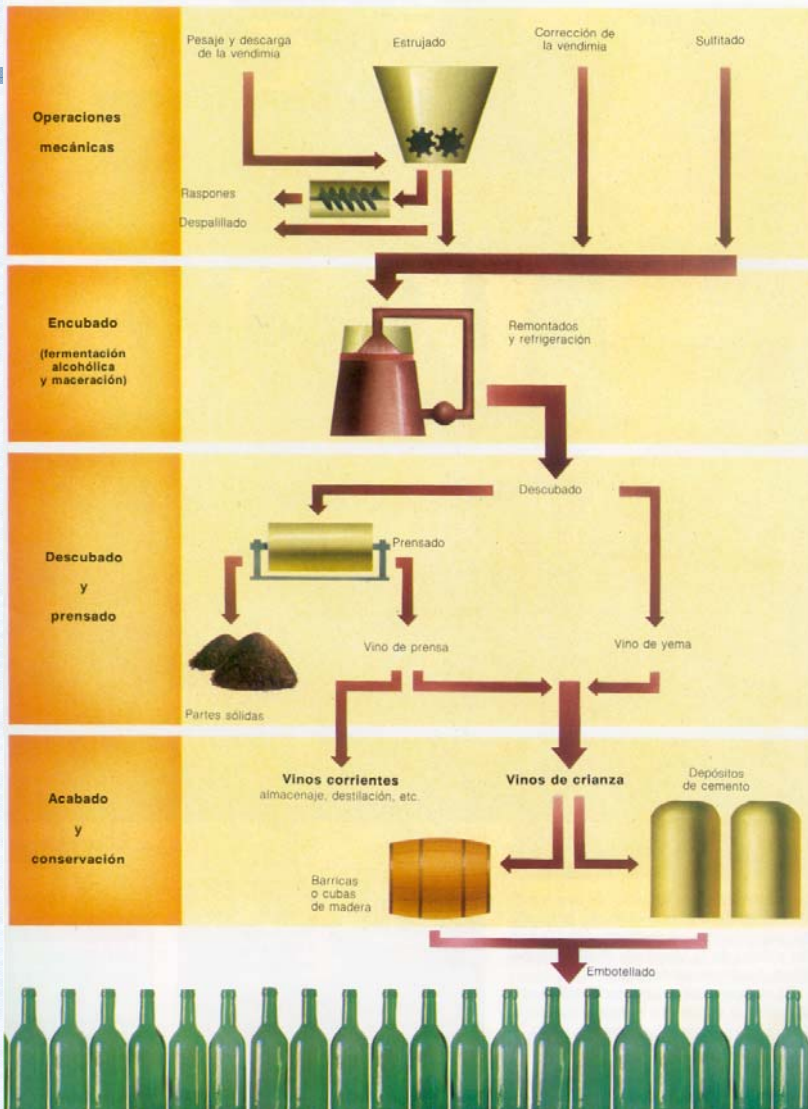 Pesaje y descarga
de la vendimia
Estrujado
Corrección de
la vendimia
Sulfitado
Operaciones
mecánicas
Raspones
Despalillado
Encubado
(fermentación
alcohólica
y maceración)
Remontados
y refrigeración
Descubado
y
prensado
Descubado
Prensado
Vino de prensa
Vino de yema
Partes sólidas
Acabado
y
conservación
Vinos corrientes
almacenaje, destilación, etc.
Vinos de crianza
Depósitos
de cemento
Barricas
o cubas
de madera
Embotellado